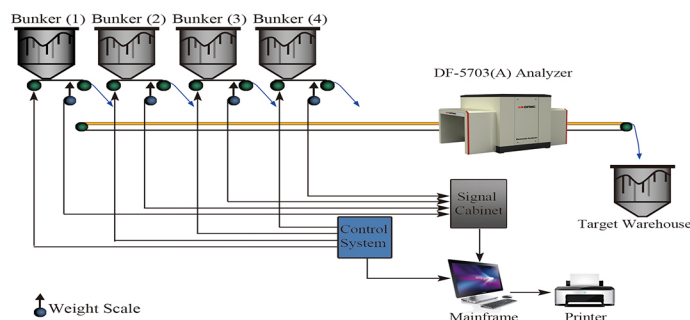 Bunker (1) Bunker (2) Bunker (3) Bunker (4)
DF-5703(A) Analyzer
Signal
Cabinet
Target Warehouse
Control
System
Weight Scale
Mainframe
Printer